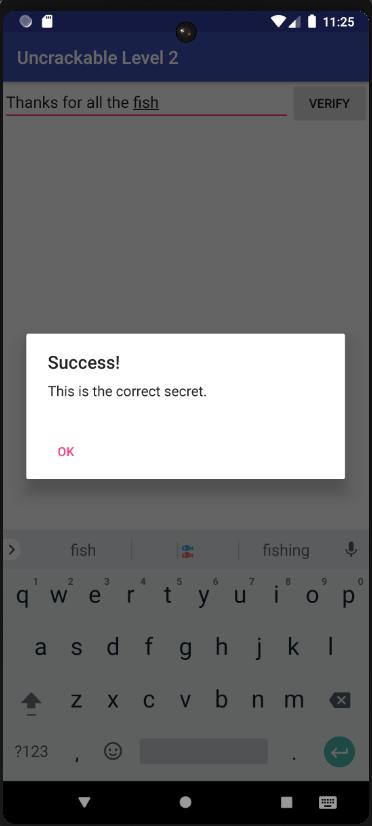 11:25
Uncrackable Level 2
Thanks for all the fish
VERIFY
Success!
This is the correct secret.
OK
fish fishing
1 2 3 4 5 6 7 8 9 0
q w e r t y u i o p
a s d f g h j k l
z x c v b n m
?123 , .